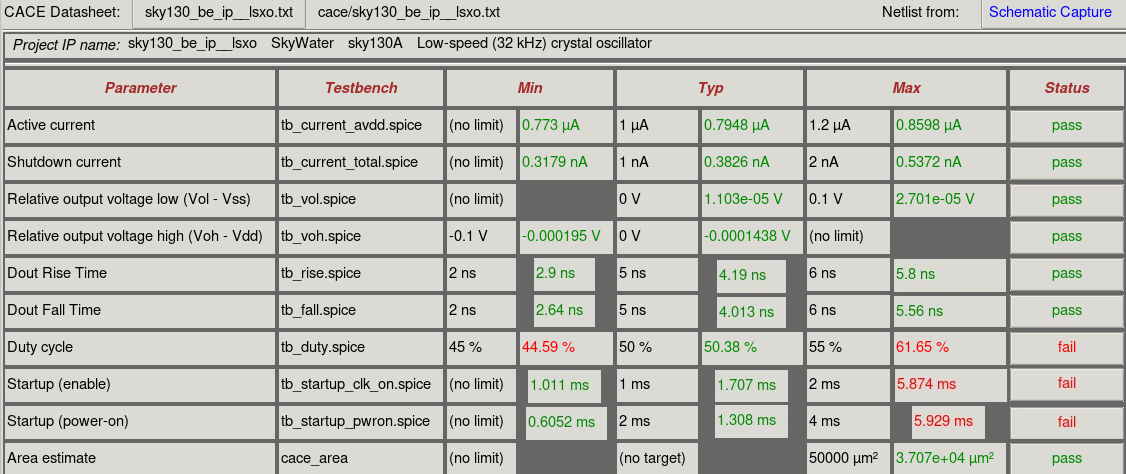 CACE Datasheet: sky130_be_ip__lsxo.txt cace/sky130_be_ip__lsxo.txt Netlist from: Schematic Capture
Project IP name: sky130_be_ip__lsxo SkyWater sky130A Low-speed (32 kHz) crystal oscillator
Parameter Testbench Min Typ Max Status
Active current tb_current_avdd.spice (no limit) 0.773 µA 1 µA 0.7948 µA 1.2 µA 0.8598 µA pass
Shutdown current tb_current_total.spice (no limit) 0.3179 nA 1 nA 0.3826 nA 2 nA 0.5372 nA pass
Relative output voltage low (Vol - Vss) tb_vol.spice (no limit) 0 V 1.103e-05 V 0.1 V 2.701e-05 V pass
Relative output voltage high (Voh - Vdd) tb_voh.spice -0.1 V -0.000195 V 0 V -0.0001438 V (no limit) pass
Dout Rise Time tb_rise.spice 2 ns 2.9 ns 5 ns 4.19 ns 6 ns 5.8 ns pass
Dout Fall Time tb_fall.spice 2 ns 2.64 ns 5 ns 4.013 ns 6 ns 5.56 ns pass
Duty cycle tb_duty.spice 45 % 44.59 % 50 % 50.38 % 55 % 61.65 % fail
Startup (enable) tb_startup_clk_on.spice (no limit) 1.011 ms 1 ms 1.707 ms 2 ms 5.874 ms fail
Startup (power-on) tb_startup_pwron.spice (no limit) 0.6052 ms 2 ms 1.308 ms 4 ms 5.929 ms fail
Area estimate cace_area (no limit) (no target) 50000 µm² 3.707e+04 µm² pass